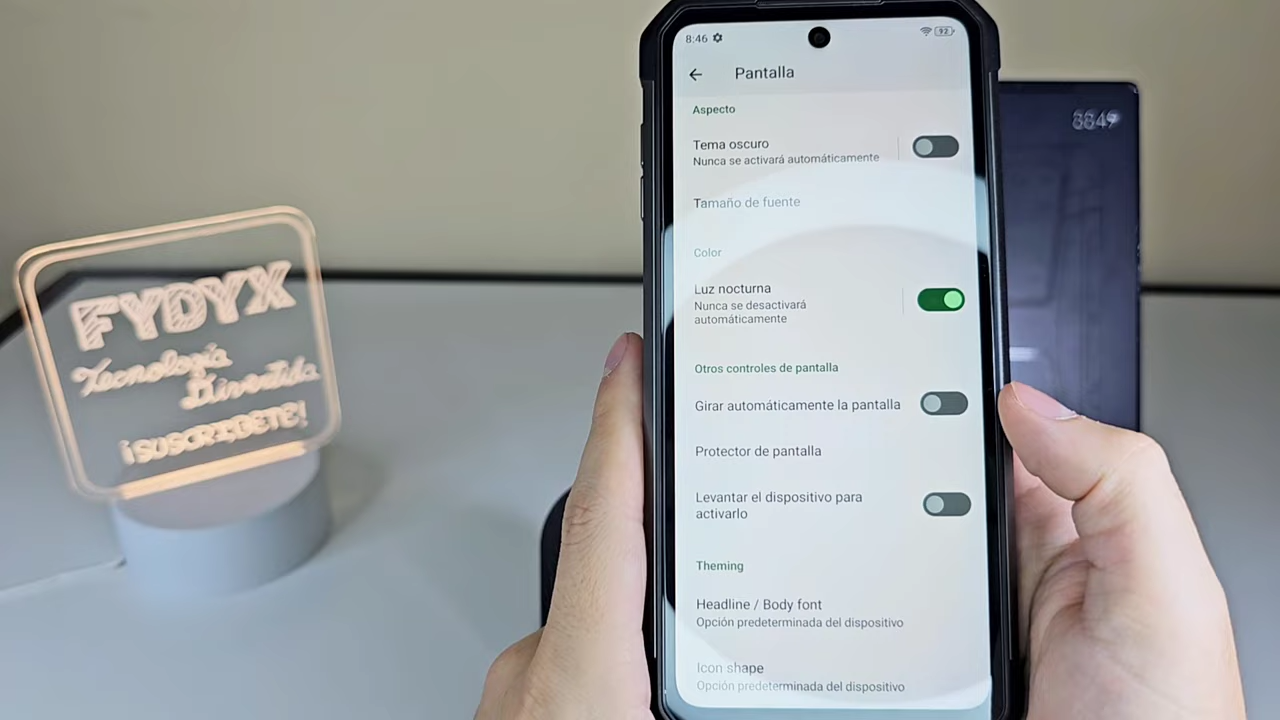 8:46
92
Pantalla
Aspecto
Tema oscuro
Nunca se activará automáticamente
Tamaño de fuente
Color
Luz nocturna
Nunca se desactivará
automáticamente
Otros controles de pantalla
Girar automáticamente la pantalla
Protector de pantalla
Levantar el dispositivo para
activarlo
Theming
Headline / Body font
Opción predeterminada del dispositivo
Icon shape
Opción predeterminada del dispositivo
FYDYX
Tecnología
Divertida
¡SUSCRIBETE!
8849